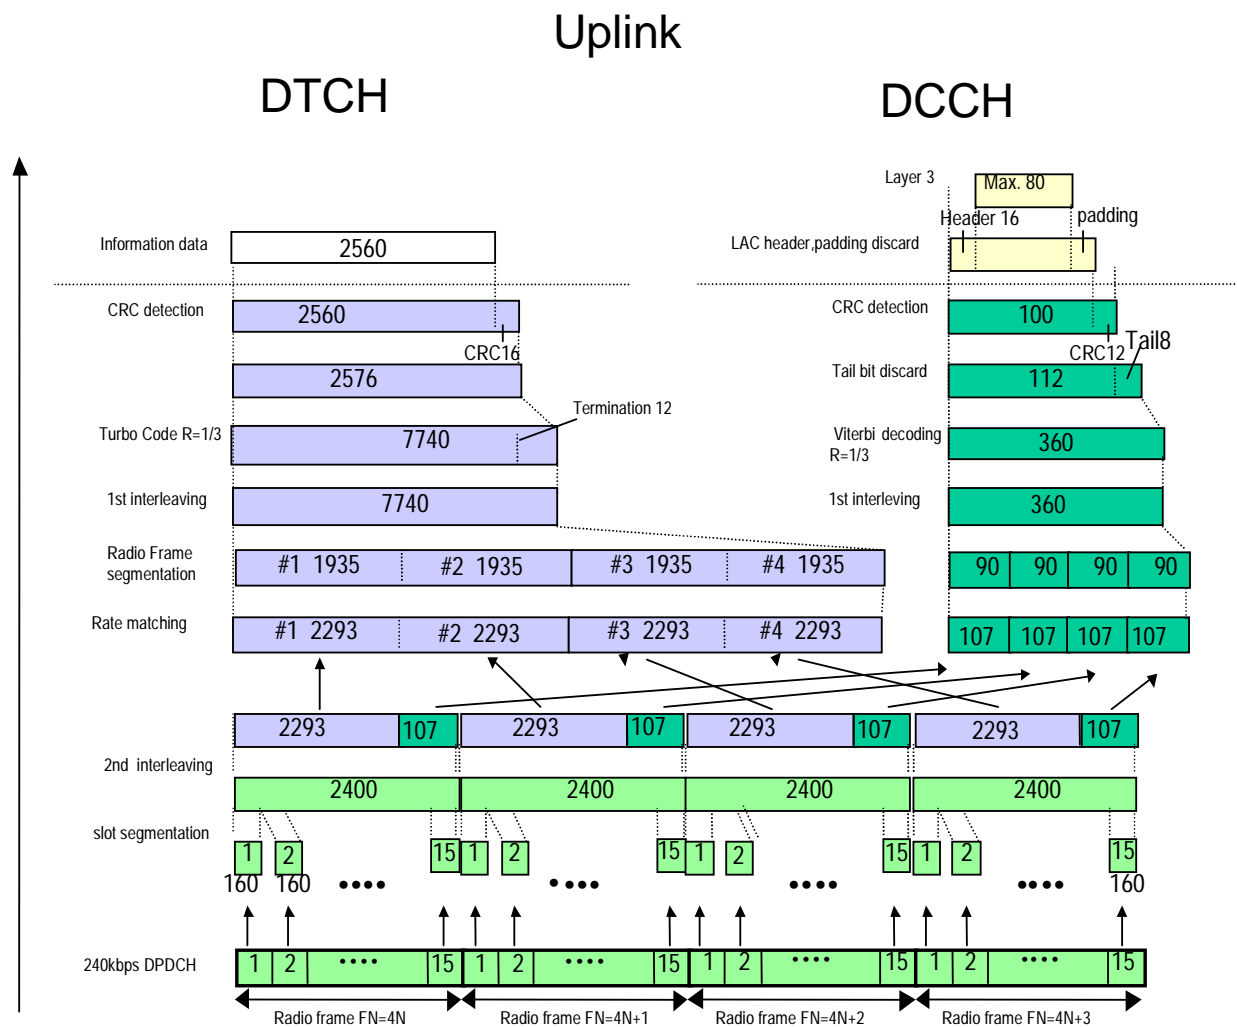 Uplink
DTCH
DCCH
Layer 3
Max. 80
Header 16
padding
Information data
2560
LAC header,padding discard
CRC detection
2560
CRC detection
100
CRC16
CRC12
Tail8
2576
Tail bit discard
112
Termination 12
Turbo Code R=1/3
7740
Viterbi decoding
R=1/3
360
1st interleaving
7740
1st interleving
360
Radio Frame
segmentation
#1 1935
#2 1935
#3 1935
#4 1935
90
90
90
90
Rate matching
#1 2293
#2 2293
#3 2293
#4 2293
107
107
107
107
2293
107
2293
107
2293
107
2293
107
2nd interleaving
2400
2400
2400
2400
slot segmentation
1
2
15
1
2
15
1
2
15
1
2
15
160
160
••••
••••
••••
••••
160
240kbps DPDCH
1
2
••••
15
1
2
••••
15
1
2
••••
15
1
2
••••
15
Radio frame FN=4N
Radio frame FN=4N+1
Radio frame FN=4N+2
Radio frame FN=4N+3